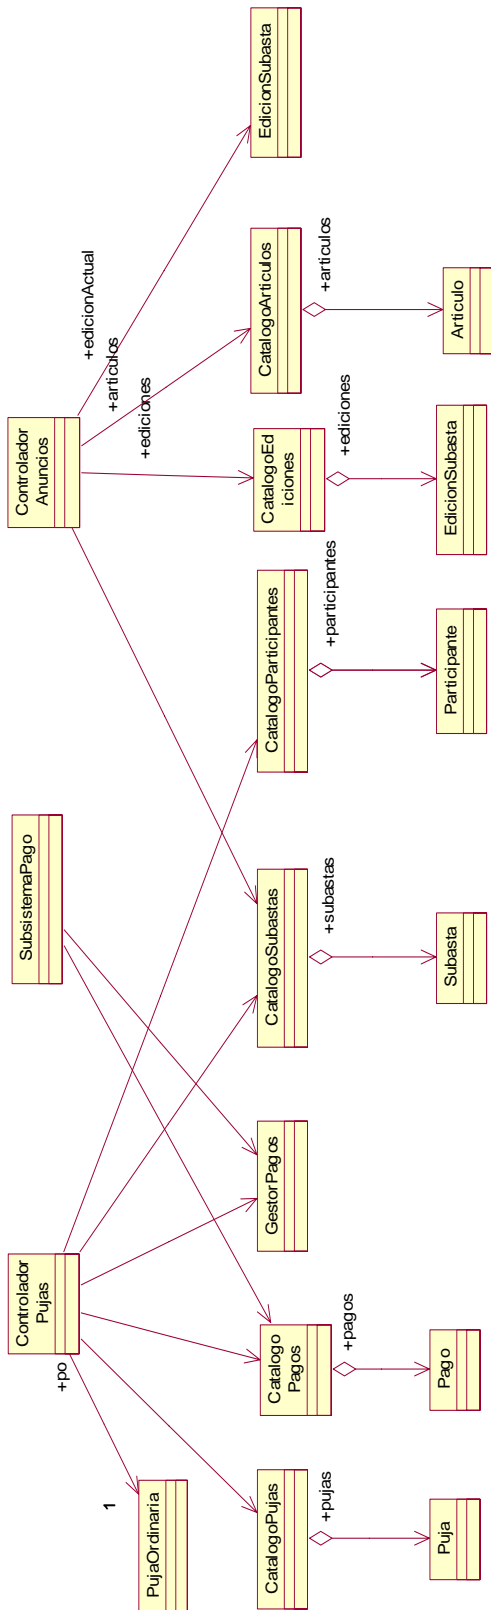 PujaOrdinaria
1
+po
Controlador
Pujas
SubsistemaPago
Controlador
Anuncios
+edicionActual
+articulos
+ediciones
CatalogoPujas
+pujas
Catalogo
Pagos
+pagos
GestorPagos
CatalogoSubastas
+subastas
CatalogoParticipantes
+participantes
CatalogoEd
iciones
+ediciones
CatalogoArticulos
+articulos
EdicionSubasta
Puja
Pago
Subasta
Participante
EdicionSubasta
Articulo